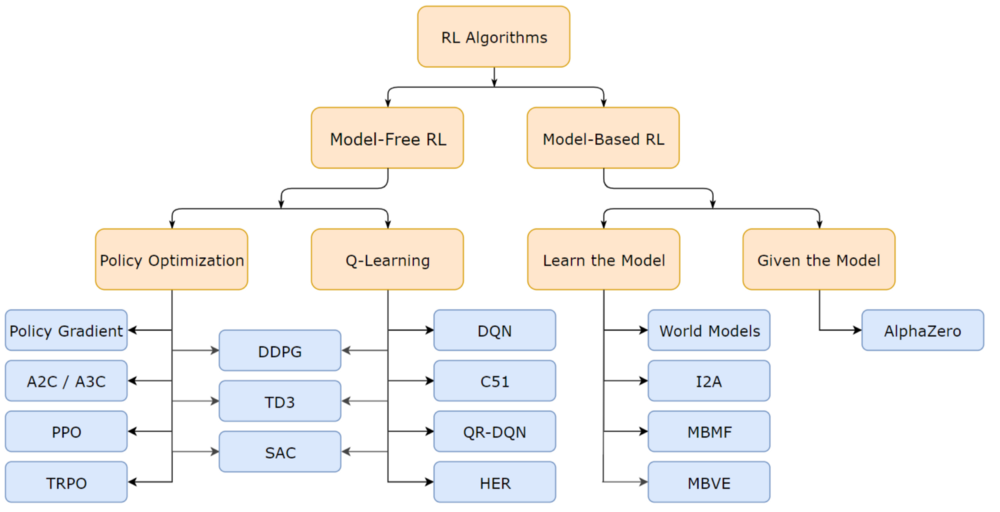 RL Algorithms
Model-Free RL
Model-Based RL
Policy Optimization
Q-Learning
Learn the Model
Given the Model
Policy Gradient
A2C / A3C
PPO
TRPO
DDPG
TD3
SAC
DQN
C51
QR-DQN
HER
World Models
I2A
MBMF
MBVE
AlphaZero